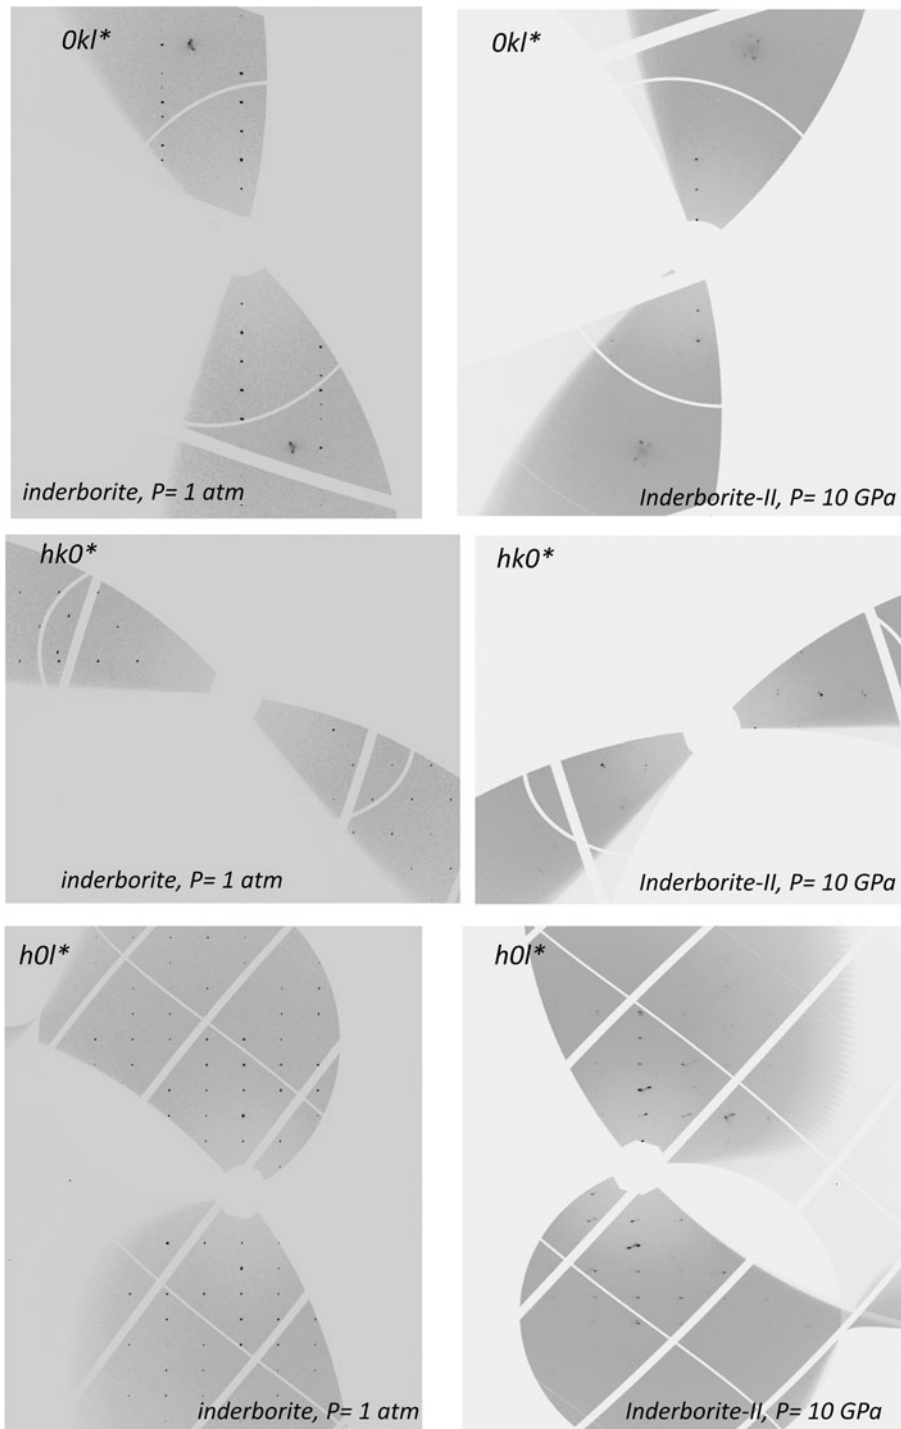 0kl*
0kl*
inderborite, P= 1 atm
Inderborite-II, P= 10 GPa
hk0*
hk0*
inderborite, P= 1 atm
Inderborite-II, P= 10 GPa
h0l*
h0l*
inderborite, P= 1 atm
Inderborite-II, P= 10 GPa